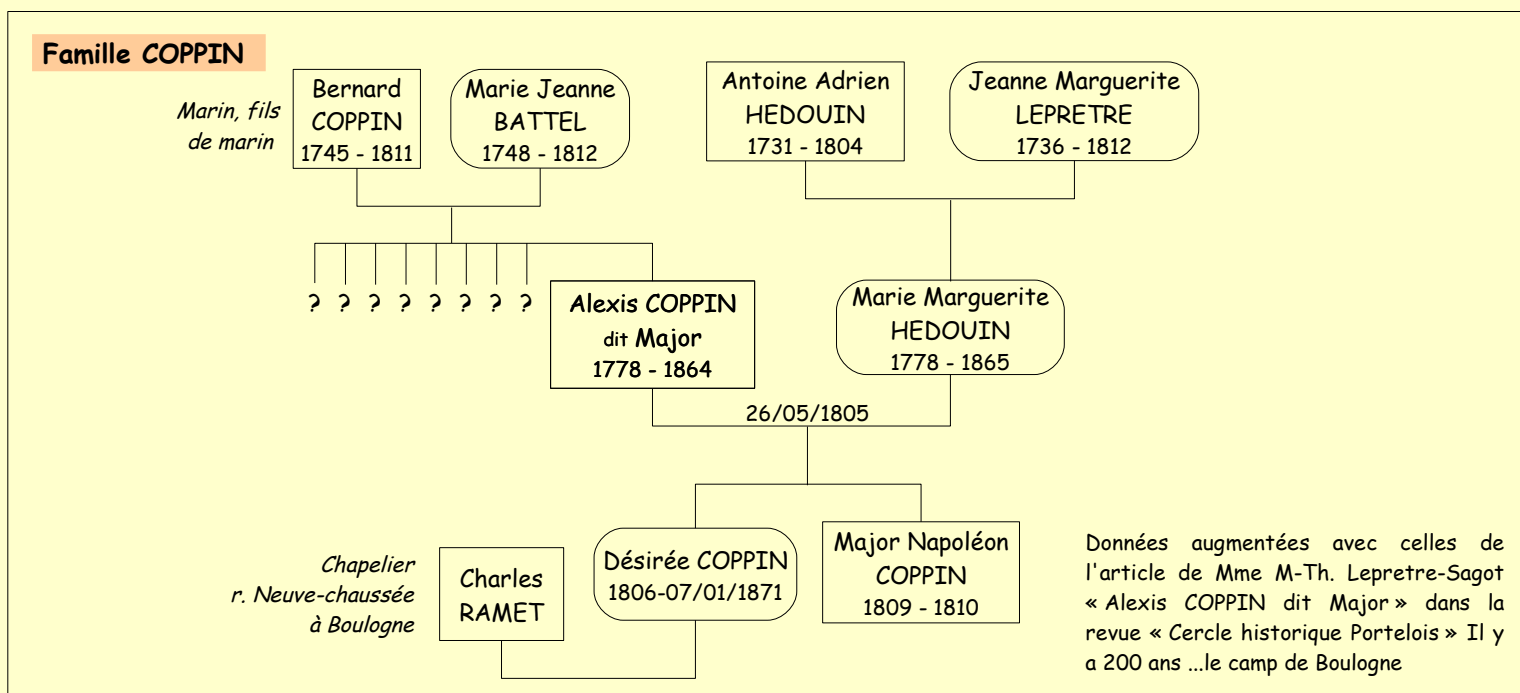 Famille COPPIN
Marin, fils
de marin
Bernard
COPPIN
1745 - 1811
Marie Jeanne
BATTEL
1748 - 1812
Antoine Adrien
HEDOUIN
1731 - 1804
Jeanne Marguerite
LEPRETRE
1736 - 1812
? ? ? ? ? ? ? ?
Alexis COPPIN
dit Major
1778 - 1864
Marie Marguerite
HEDOUIN
1778 - 1865
26/05/1805
Chapelier
r. Neuve-chaussée
à Boulogne
Charles
RAMET
Désirée COPPIN
1806-07/01/1871
Major Napoléon
COPPIN
1809 - 1810
Données augmentées avec celles de
l'article de Mme M-Th. Lepretre-Sagot
« Alexis COPPIN dit Major » dans la
revue « Cercle historique Portelois » Il y
a 200 ans ...le camp de Boulogne